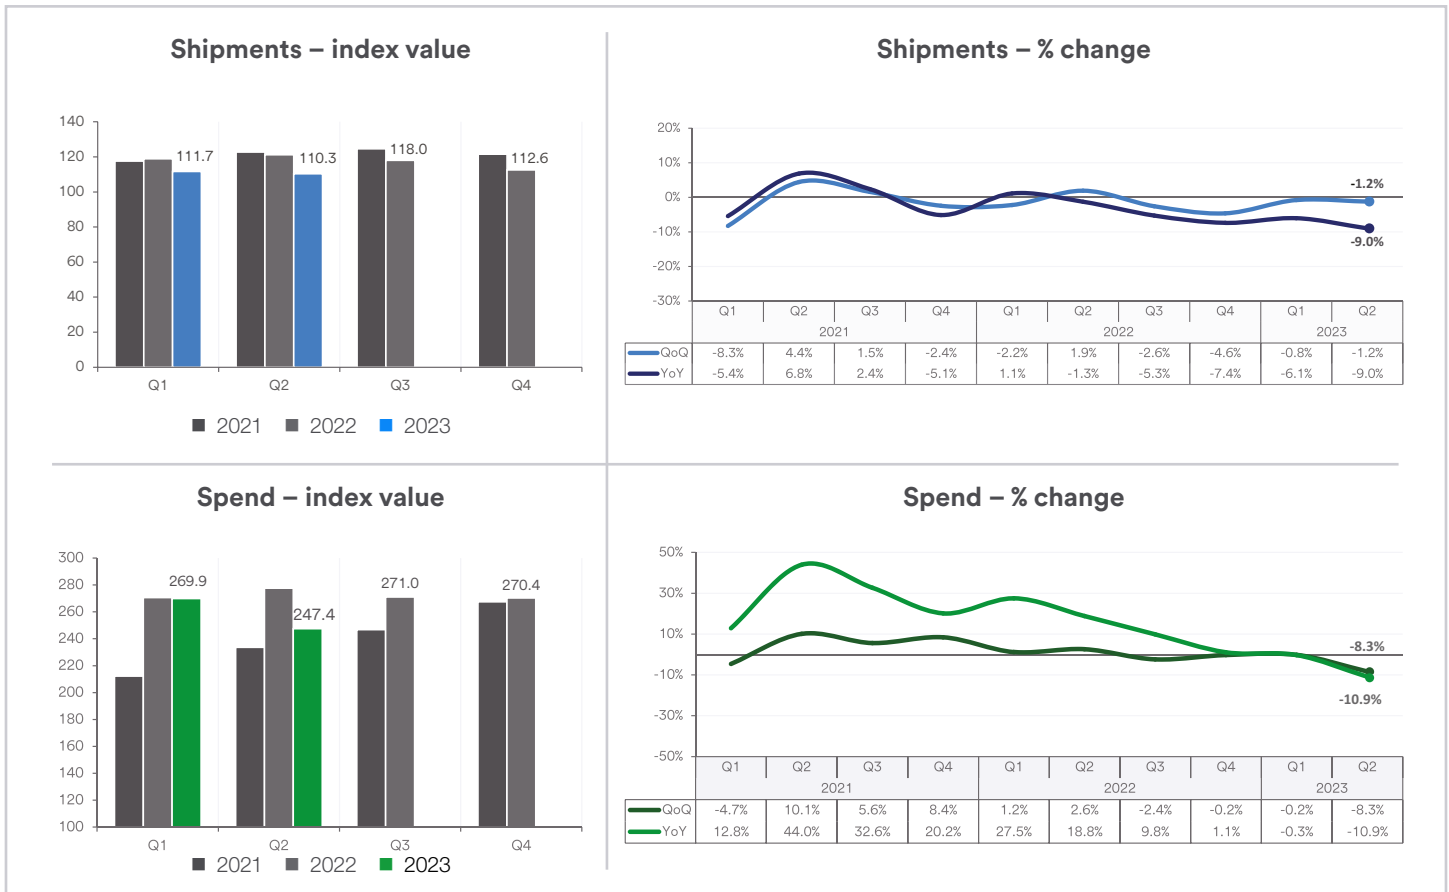 Shipments – index value
140
120
100
80
60
40
20
0
111.7
110.3
118.0
112.6
Q1 Q2 Q3 Q4
2021 2022 2023
Shipments – % change
20%
10%
0%
-10%
-20%
-30%
-1.2%
-9.0%
Q1 Q2 Q3 Q4 Q1 Q2 Q3 Q4 Q1 Q2
2021 2022 2023
QoQ -8.3% 4.4% 1.5% -2.4% -2.2% 1.9% -2.6% -4.6% -0.8% -1.2%
YoY -5.4% 6.8% 2.4% -5.1% 1.1% -1.3% -5.3% -7.4% -6.1% -9.0%
Spend – index value
300
280
260
240
220
200
180
160
140
120
100
269.9
247.4
271.0
270.4
Q1 Q2 Q3 Q4
2021 2022 2023
Spend – % change
50%
30%
10%
-10%
-30%
-50%
-8.3%
-10.9%
Q1 Q2 Q3 Q4 Q1 Q2 Q3 Q4 Q1 Q2
2021 2022 2023
QoQ -4.7% 10.1% 5.6% 8.4% 1.2% 2.6% -2.4% -0.2% -0.2% -8.3%
YoY 12.8% 44.0% 32.6% 20.2% 27.5% 18.8% 9.8% 1.1% -0.3% -10.9%